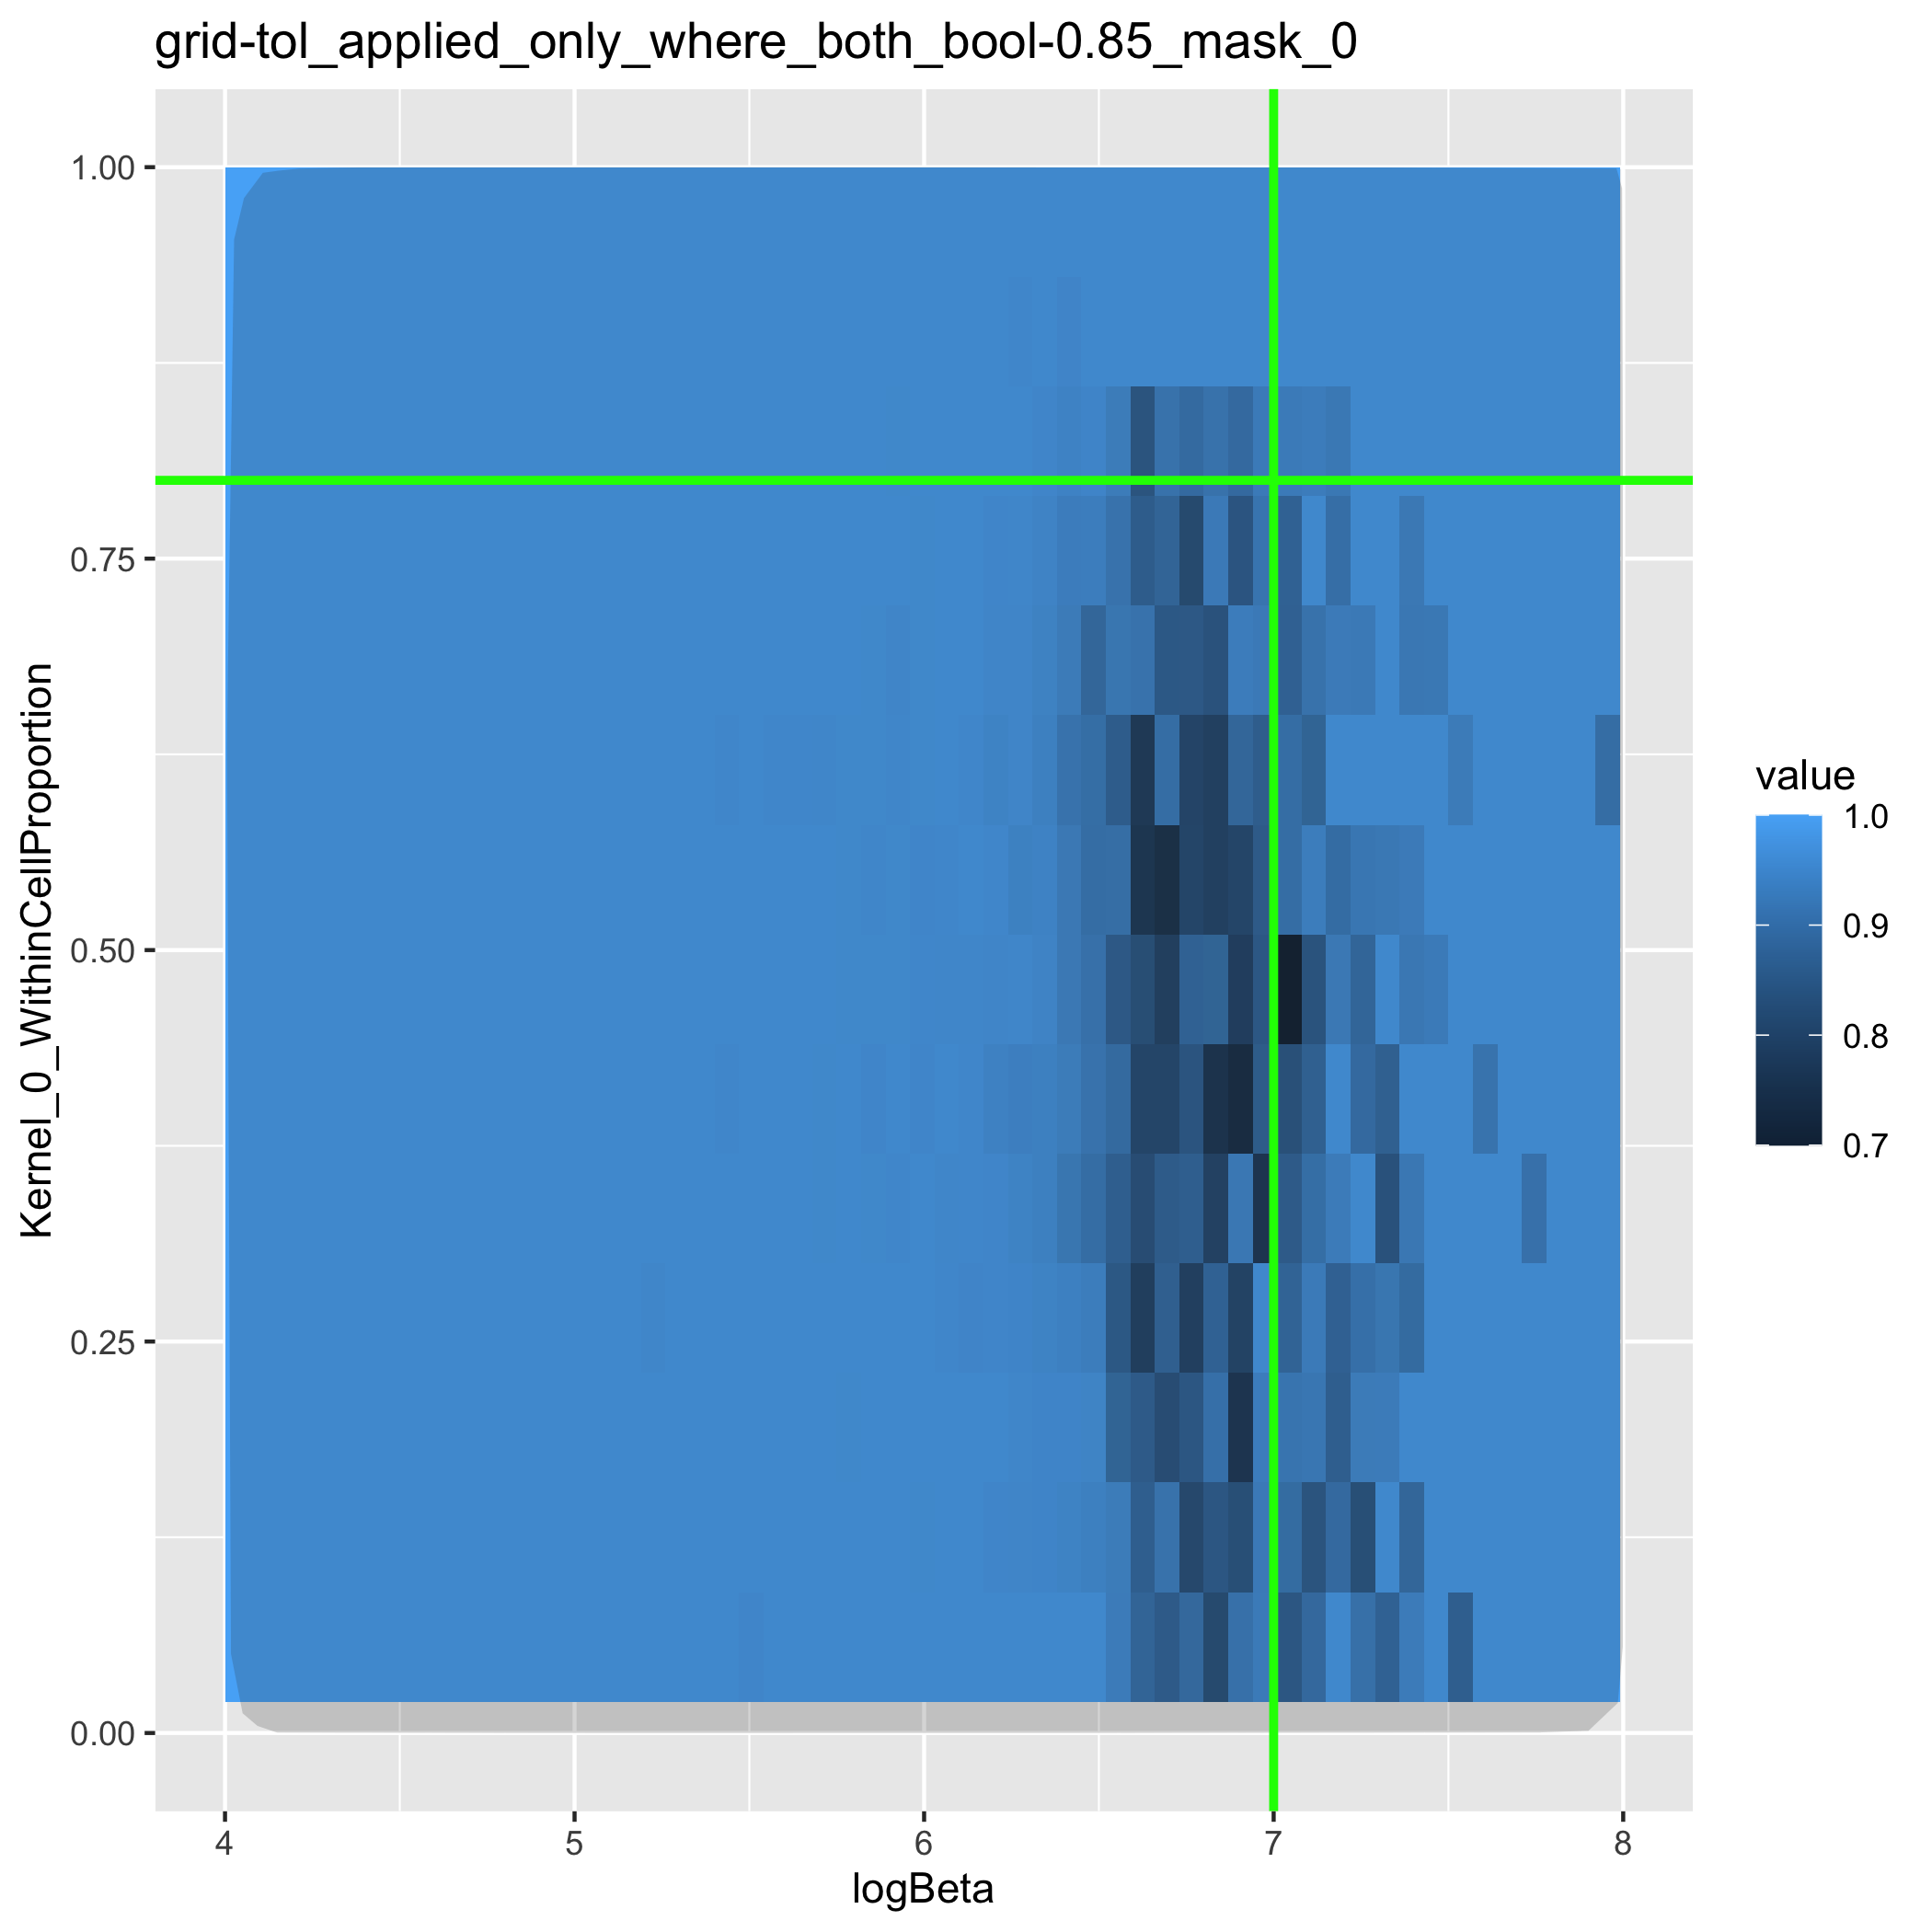 grid-tol_applied_only_where_both_bool-0.85_mask_0
1.00
0.75
0.50
0.25
0.00
Kernel_0_WithinCellProportion
4 5 6 7 8
logBeta
value
1.0
0.9
0.8
0.7